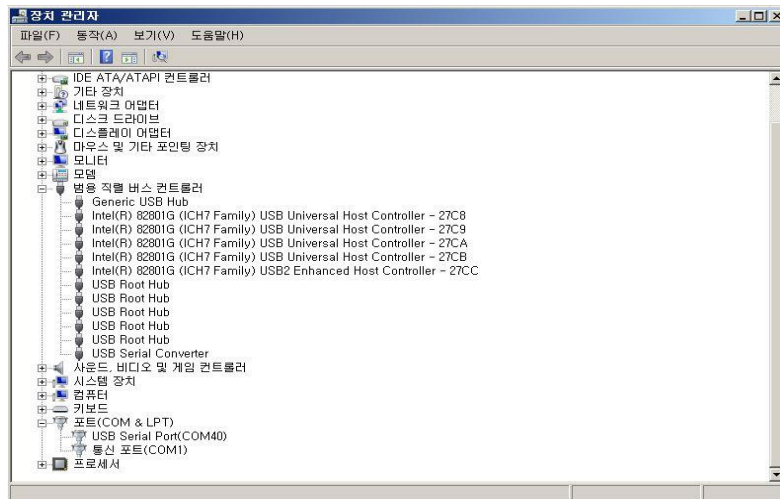 장치 관리자
파일(F) 동작(A) 보기(V) 도움말(H)
IDE ATA/ATAPI 컨트롤러
기타 장치
네트워크 어댑터
디스크 드라이브
디스플레이 어댑터
마우스 및 기타 포인팅 장치
모니터
모뎀
범용 직렬 버스 컨트롤러
Generic USB Hub
Intel(R) 82801G (ICH7 Family) USB Universal Host Controller - 27C8
Intel(R) 82801G (ICH7 Family) USB Universal Host Controller - 27C9
Intel(R) 82801G (ICH7 Family) USB Universal Host Controller - 27CA
Intel(R) 82801G (ICH7 Family) USB Universal Host Controller - 27CB
Intel(R) 82801G (ICH7 Family) USB2 Enhanced Host Controller - 27CC
USB Root Hub
USB Root Hub
USB Root Hub
USB Root Hub
USB Root Hub
USB Serial Converter
사운드, 비디오 및 게임 컨트롤러
시스템 장치
컴퓨터
키보드
포트(COM & LPT)
USB Serial Port(COM40)
통신 포트(COM1)
프로세서